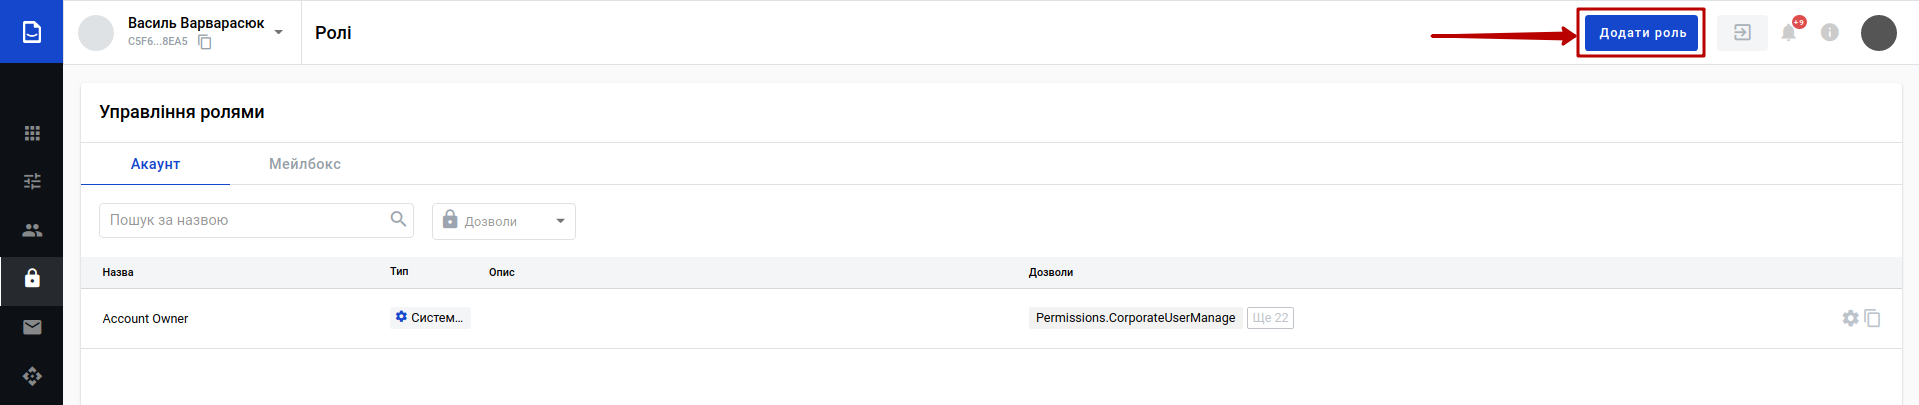 Василь Варварасюк
C5F6...8EA5
Ролі
Додати роль
+9
Управління ролями
Акаунт
Мейлбокс
Пошук за назвою
Дозволи
Назва
Тип
Опис
Дозволи
Account Owner
Систем...
Permissions.CorporateUserManage
Ще 22